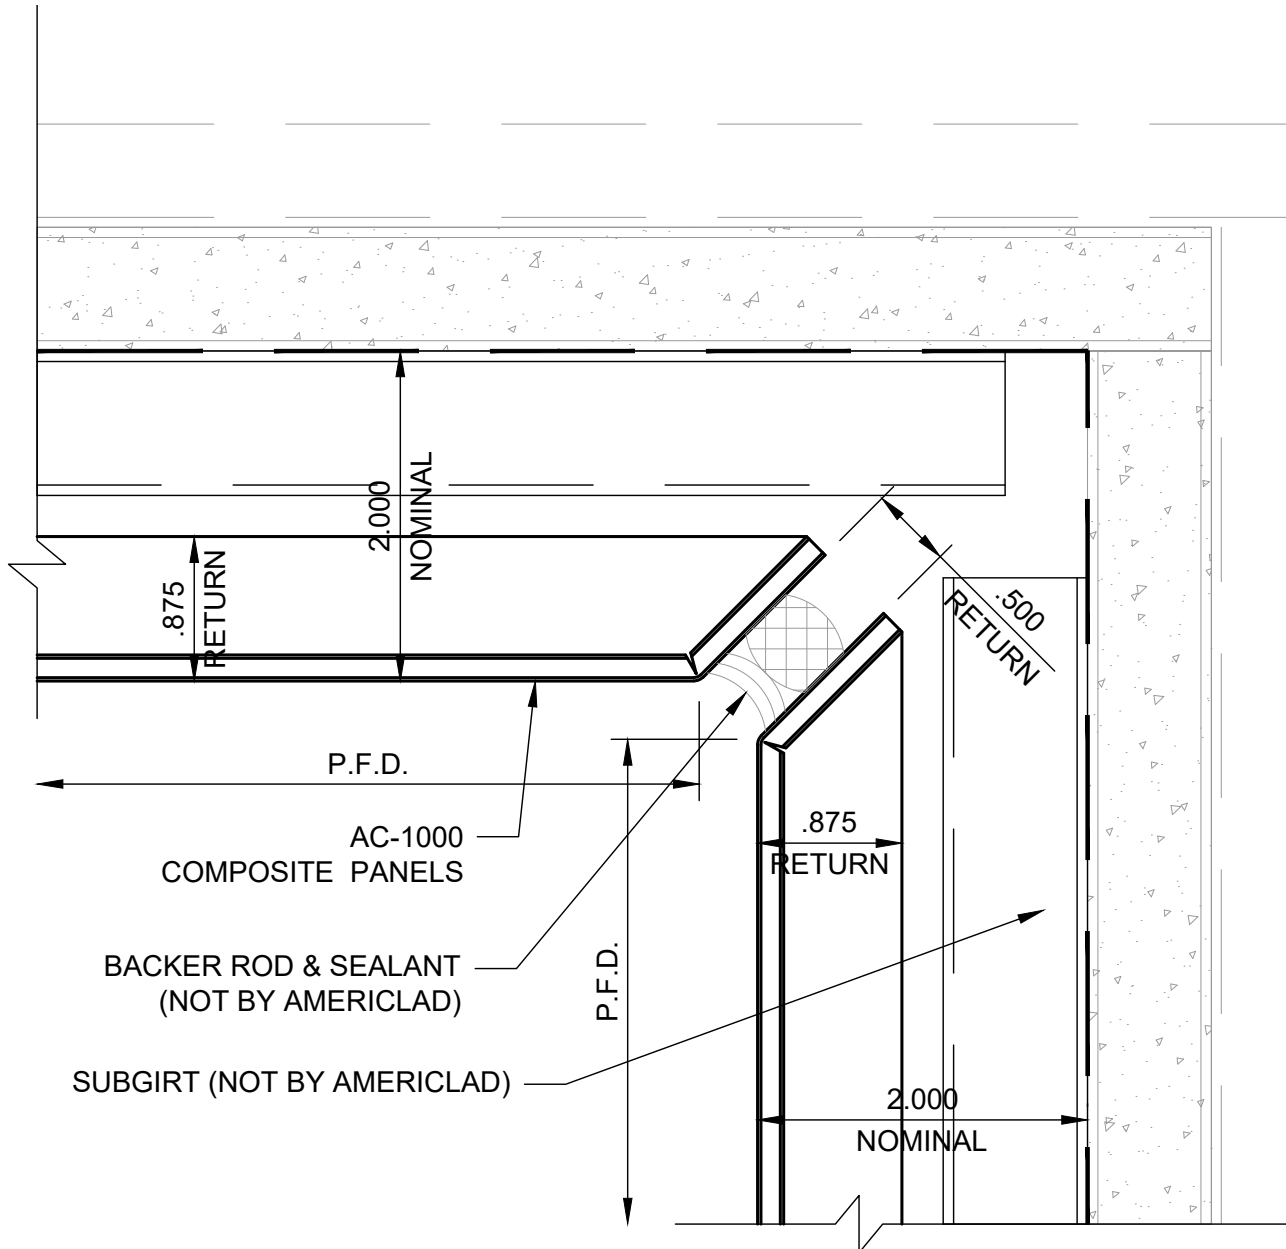 2.000
NOMINAL
.875
RETURN
.500
RETURN
P.F.D.
AC-1000
COMPOSITE PANELS
.875
RETURN
BACKER ROD & SEALANT
(NOT BY AMERICLAD)
P.F.D.
SUBGIRT (NOT BY AMERICLAD)
2.000
NOMINAL